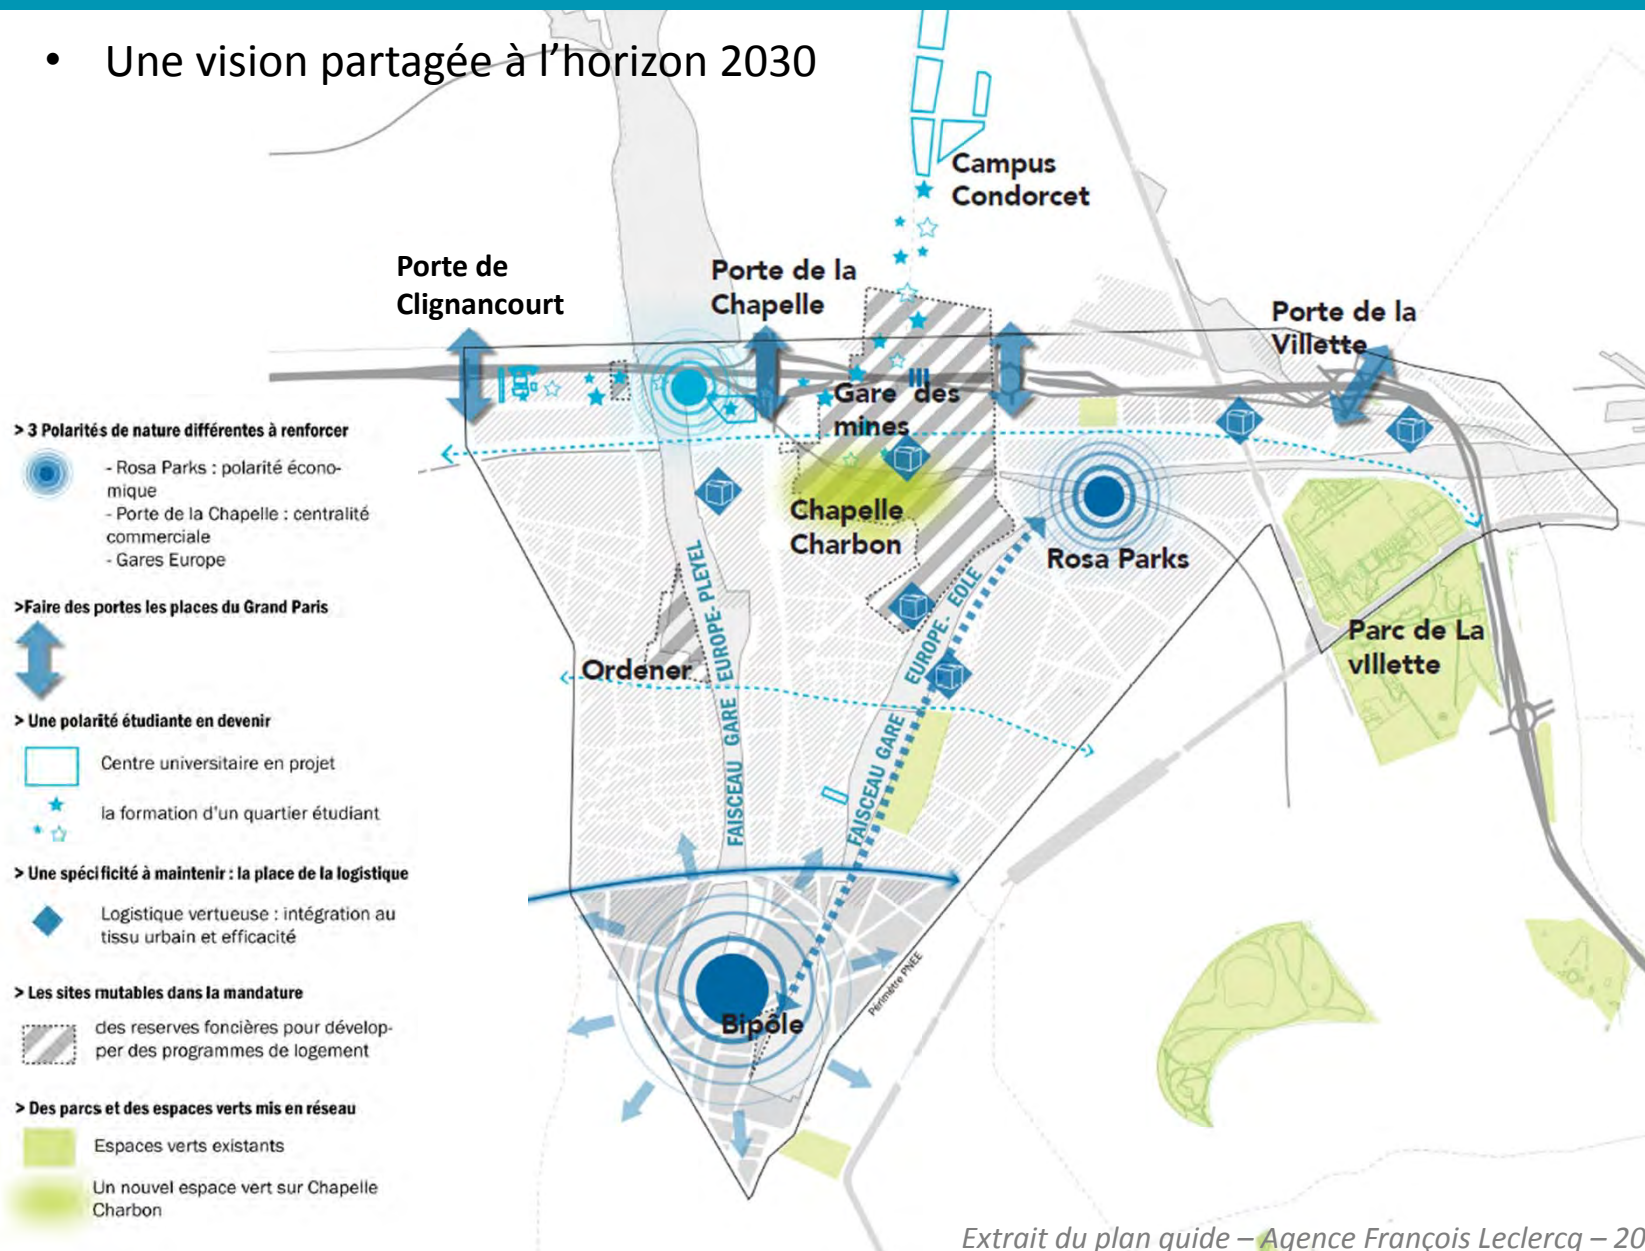 • Une vision partagée à l'horizon 2030
Campus
Condorcet
Porte de
Clignancourt
Porte de la
Chapelle
Porte de la
Villette
Gare des
mines
Chapelle
Charbon
Rosa Parks
Ordener
Parc de La
vIllette
FAISCEAU GARE EUROPE- PLEYEL
FAISCEAU GARE EUROPE- EOLE
Bipôle
Périmètre PNEE
> 3 Polarités de nature différentes à renforcer
- Rosa Parks : polarité écono-
mique
- Porte de la Chapelle : centralité
commerciale
- Gares Europe
>Faire des portes les places du Grand Paris
> Une polarité étudiante en devenir
Centre universitaire en projet
la formation d'un quartier étudiant
> Une spécificité à maintenir : la place de la logistique
Logistique vertueuse : intégration au
tissu urbain et efficacité
> Les sites mutables dans la mandature
des reserves foncières pour dévelop-
per des programmes de logement
> Des parcs et des espaces verts mis en réseau
Espaces verts existants
Un nouvel espace vert sur Chapelle
Charbon
Extrait du plan guide – Agence François Leclercq – 20